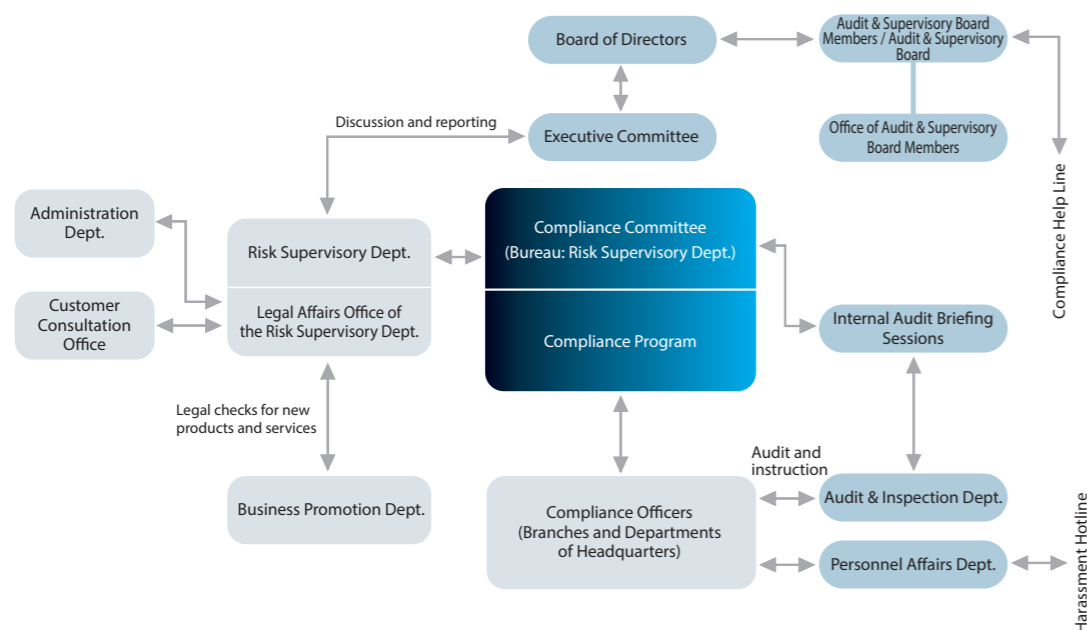 Board of Directors
Audit & Supervisory Board
Members / Audit & Supervisory
Board
Discussion and reporting
Executive Committee
Office of Audit & Supervisory
Board Members
Compliance Help Line
Administration
Dept.
Risk Supervisory Dept.
Compliance Committee
(Bureau: Risk Supervisory Dept.)
Customer
Consultation
Office
Legal Affairs Office of
the Risk Supervisory Dept.
Compliance Program
Internal Audit Briefing
Sessions
Legal checks for new
products and services
Business Promotion Dept.
Compliance Officers
(Branches and Departments
of Headquarters)
Audit and
instruction
Audit & Inspection Dept.
Personnel Affairs Dept.
Harassment Hotline